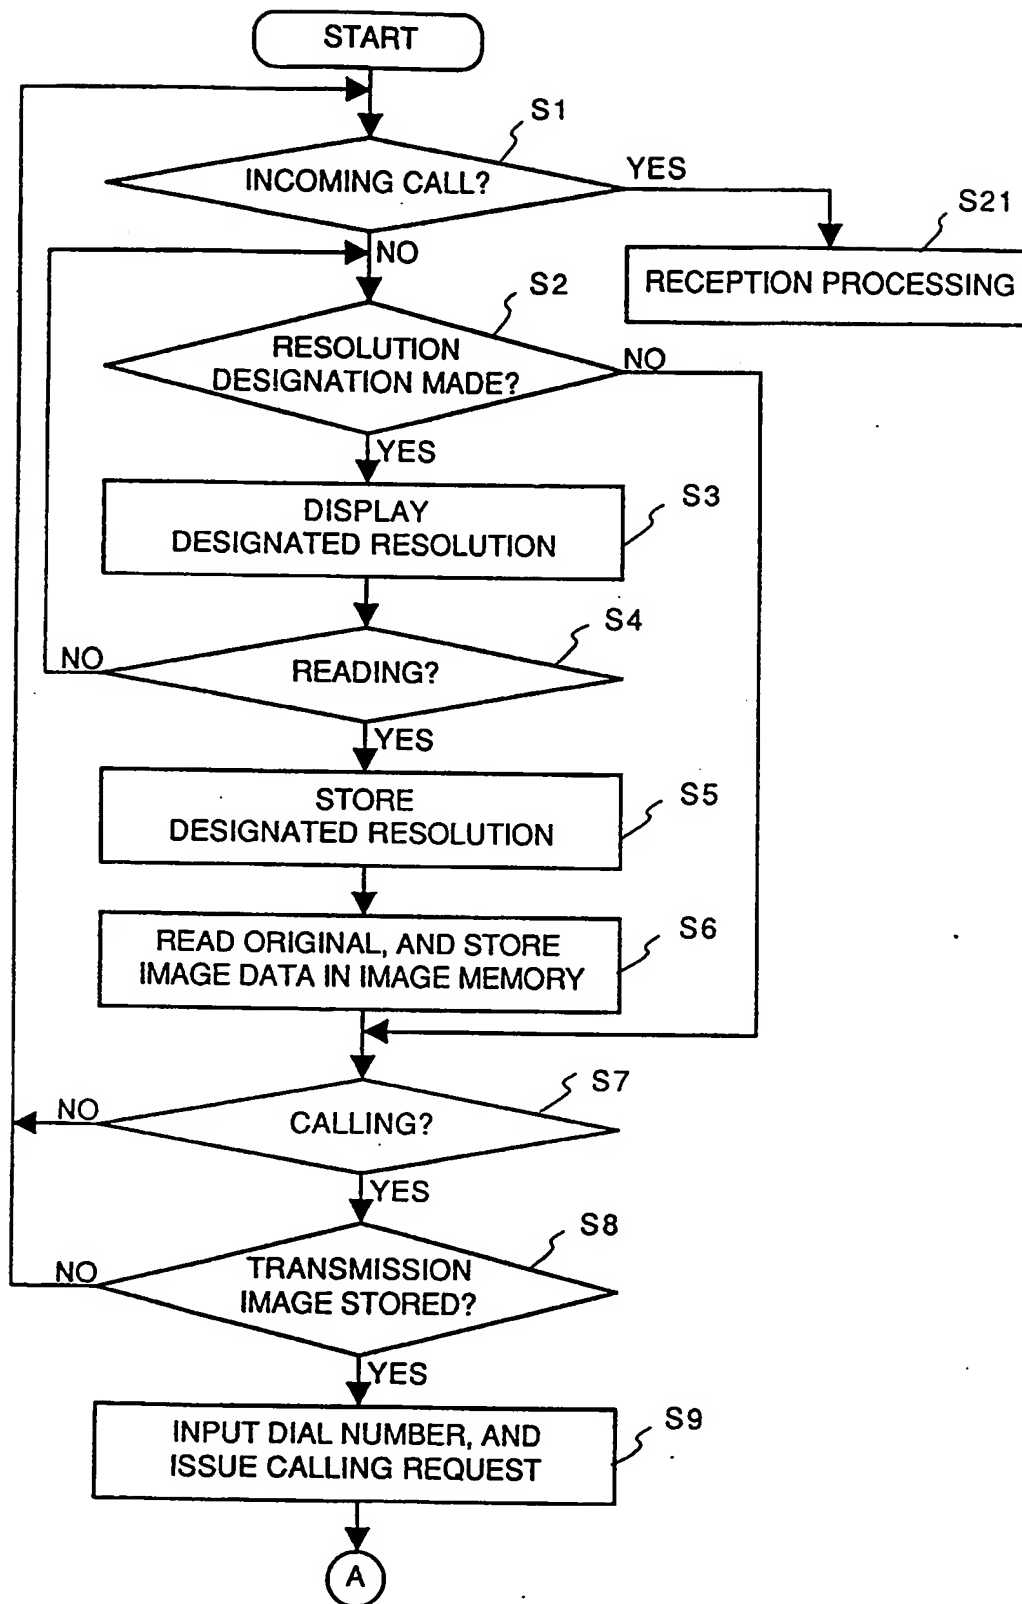 START
S1
INCOMING CALL?
YES
S21
NO
RECEPTION PROCESSING
S2
RESOLUTION
DESIGNATION MADE?
NO
YES
S3
DISPLAY
DESIGNATED RESOLUTION
S4
NO
READING?
YES
S5
STORE
DESIGNATED RESOLUTION
S6
READ ORIGINAL, AND STORE
IMAGE DATA IN IMAGE MEMORY
S7
NO
CALLING?
YES
S8
NO
TRANSMISSION
IMAGE STORED?
YES
S9
INPUT DIAL NUMBER, AND
ISSUE CALLING REQUEST
A